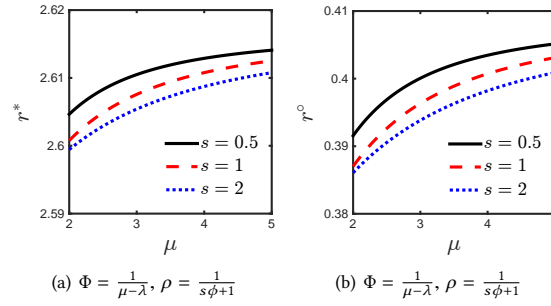 2.62
2.61
2.6
2.59
r*
s = 0.5
s = 1
s = 2
2 3 4 5
μ
(a) Φ = 1/(μ−λ), ρ = 1/(sϕ+1)
0.41
0.4
0.39
0.38
r°
s = 0.5
s = 1
s = 2
2 3 4
μ
(b) Φ = 1/(μ−λ), ρ = 1/(sϕ+1)